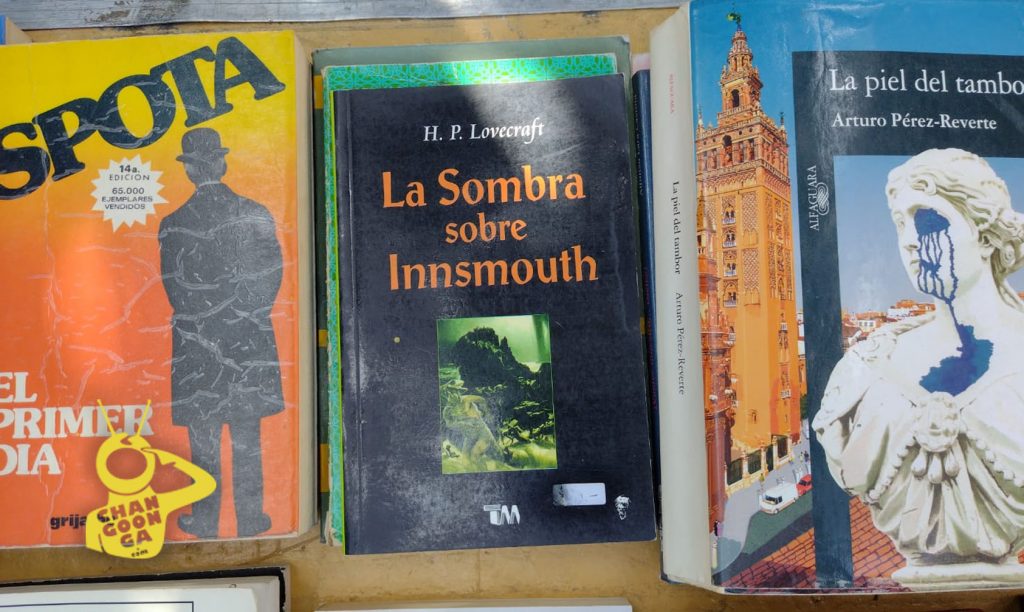 SPOTA
14a.
EDICION
65.000
EJEMPLARES
VENDIDOS
EL
PRIMER
DIA
grija
CHAN
GOON
GA
.com
H. P. Lovecraft
La Sombra
sobre
Innsmouth
TM
La piel del tambor Arturo Pérez-Reverte
ALFAGUARA
La piel del tambo
Arturo Pérez-Reverte